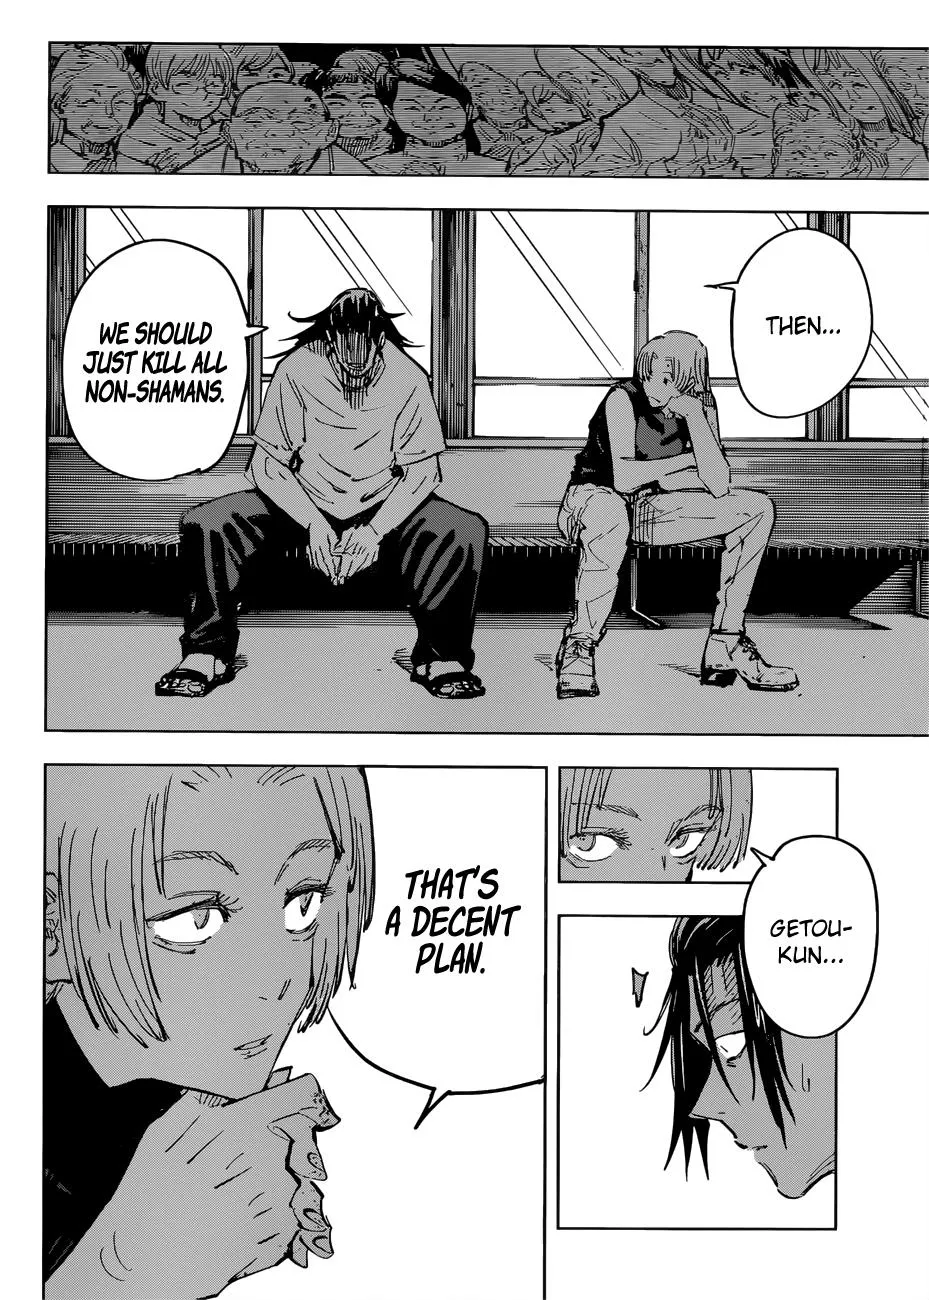 THEN...
WE SHOULD
JUST KILL ALL
NON-SHAMANS.
GETOU-
KUN...
THAT'S
A DECENT
PLAN.